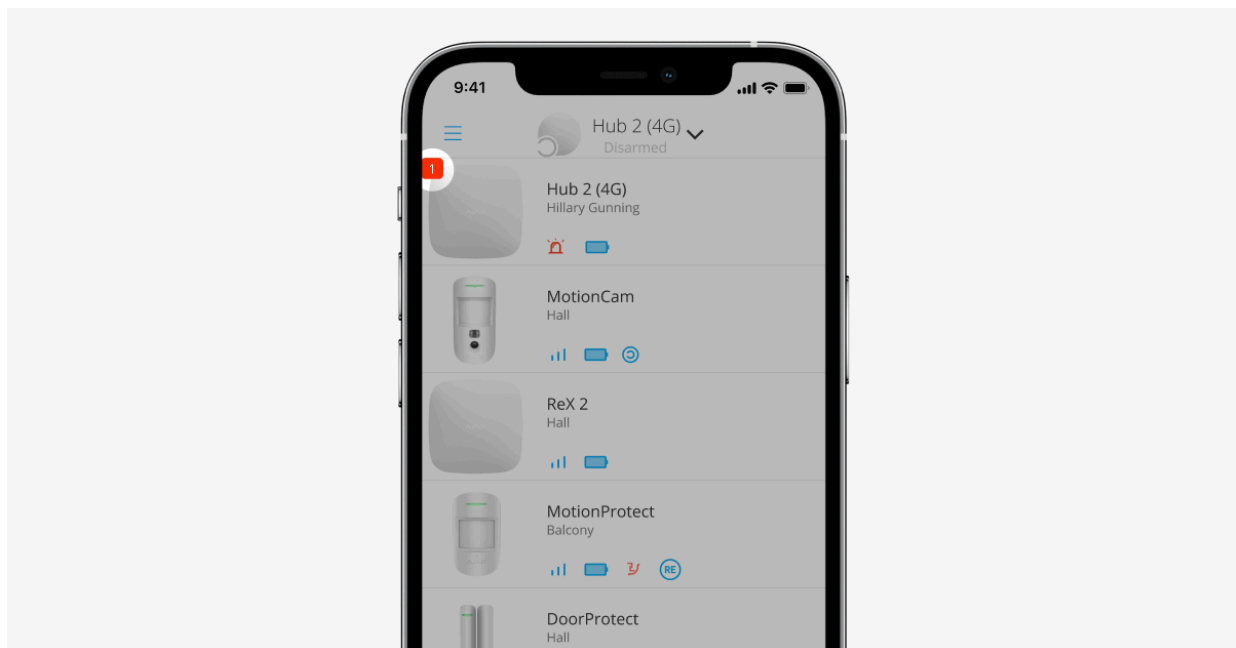 9:41
Hub 2 (4G)
Disarmed
1
Hub 2 (4G)
Hillary Gunning
MotionCam
Hall
ReX 2
Hall
MotionProtect
Balcony
RE
DoorProtect
Hall